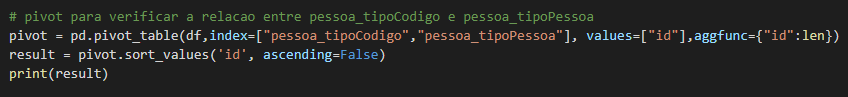 # pivot para verificar a relacao entre pessoa_tipoCodigo e pessoa_tipoPessoa
pivot = pd.pivot_table(df,index=["pessoa_tipoCodigo","pessoa_tipoPessoa"], values=["id"],aggfunc={"id":len})
result = pivot.sort_values('id', ascending=False)
print(result)